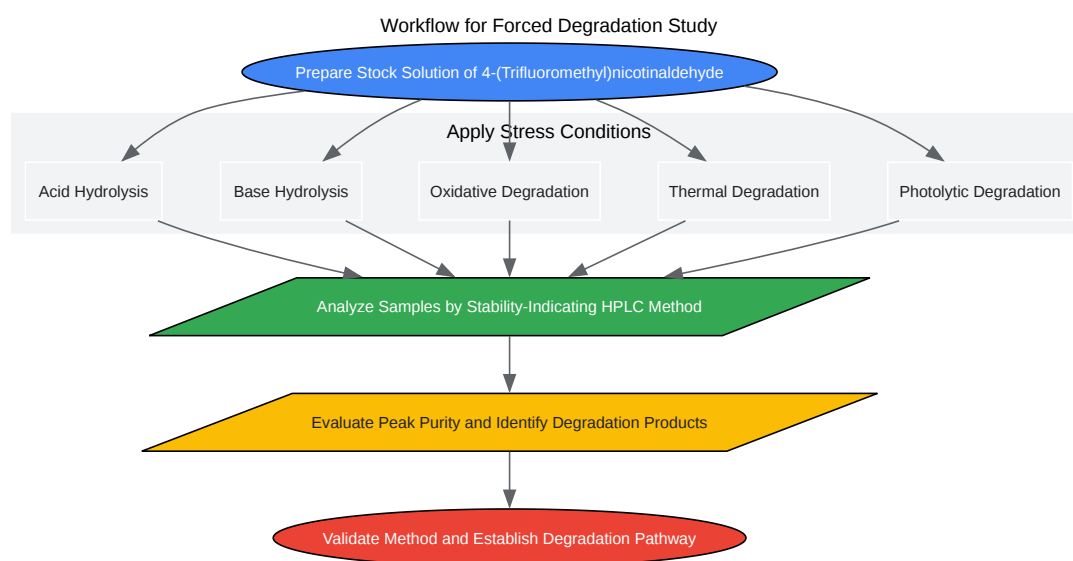 Workflow for Forced Degradation Study
Prepare Stock Solution of 4-(Trifluoromethyl)nicotinaldehyde
Apply Stress Conditions
Acid Hydrolysis
Base Hydrolysis
Oxidative Degradation
Thermal Degradation
Photolytic Degradation
Analyze Samples by Stability-Indicating HPLC Method
Evaluate Peak Purity and Identify Degradation Products
Validate Method and Establish Degradation Pathway